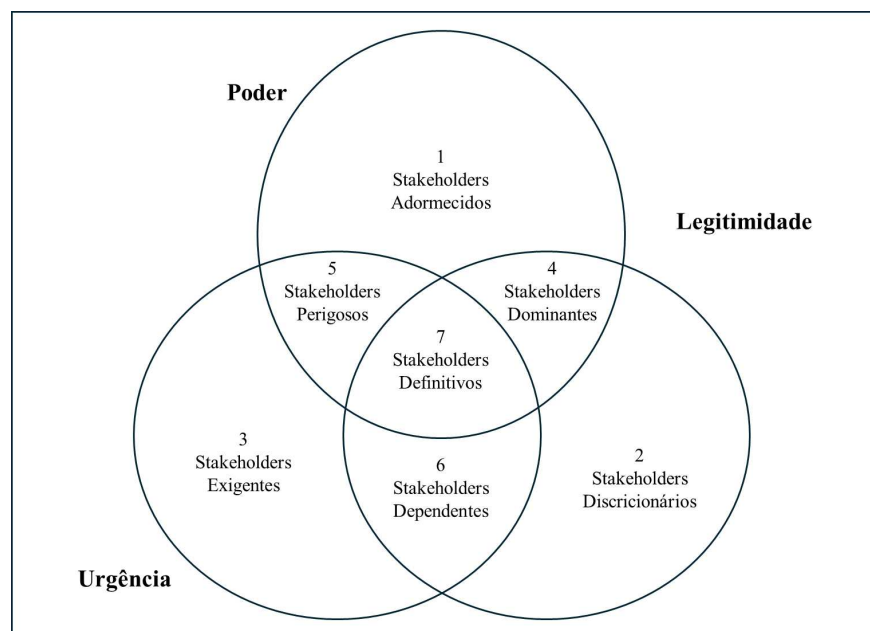 Poder
1
Stakeholders
Adormecidos
Legitimidade
5
Stakeholders
Perigosos
4
Stakeholders
Dominantes
7
Stakeholders
Definitivos
3
Stakeholders
Exigentes
6
Stakeholders
Dependentes
2
Stakeholders
Discricionários
Urgência